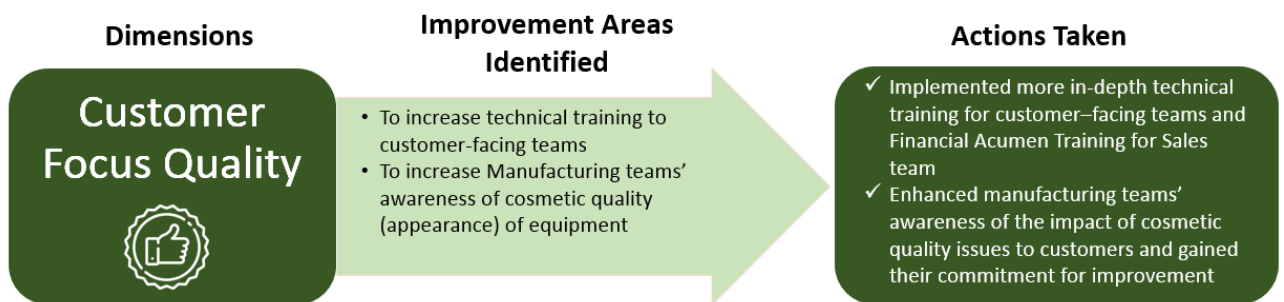 Dimensions
Improvement Areas
Identified
Actions Taken
Customer
Focus Quality
• To increase technical training to
customer-facing teams
• To increase Manufacturing teams’
awareness of cosmetic quality
(appearance) of equipment
✓ Implemented more in-depth technical
training for customer–facing teams and
Financial Acumen Training for Sales
team
✓ Enhanced manufacturing teams’
awareness of the impact of cosmetic
quality issues to customers and gained
their commitment for improvement